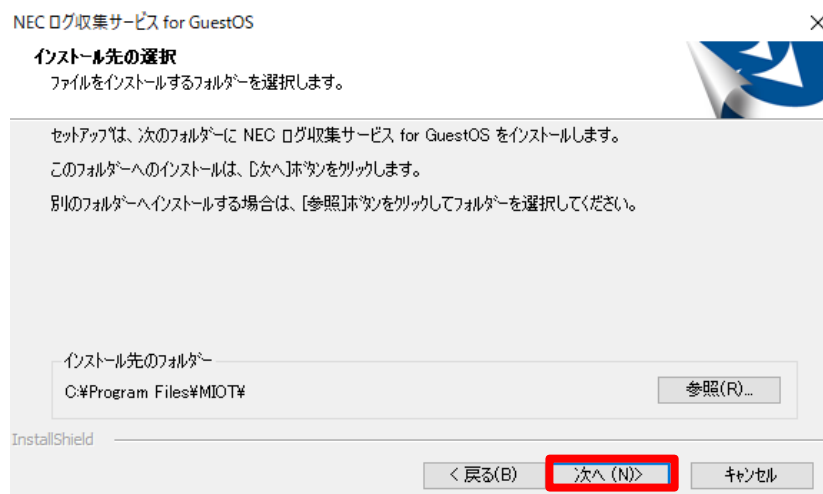 NEC ログ収集サービス for GuestOS
インストール先の選択
ファイルをインストールするフォルダーを選択します。
セットアップは、次のフォルダーに NEC ログ収集サービス for GuestOS をインストールします。
このフォルダーへのインストールは、[次へ]ボタンをクリックします。
別のフォルダーへインストールする場合は、[参照]ボタンをクリックしてフォルダーを選択してください。
インストール先のフォルダー
C:¥Program Files¥MIOT¥
参照(R)...
InstallShield
< 戻る(B)
次へ (N)>
キャンセル